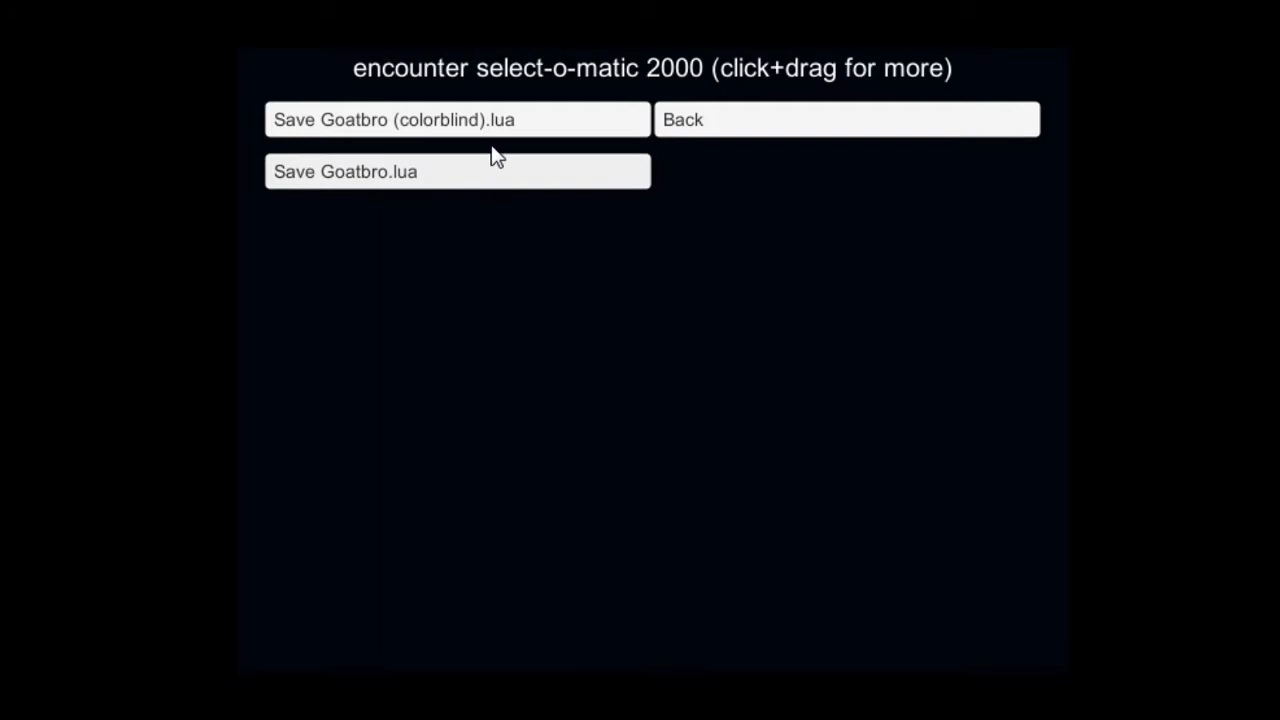 encounter select-o-matic 2000 (click+drag for more)
Save Goatbro (colorblind).lua
Back
Save Goatbro.lua